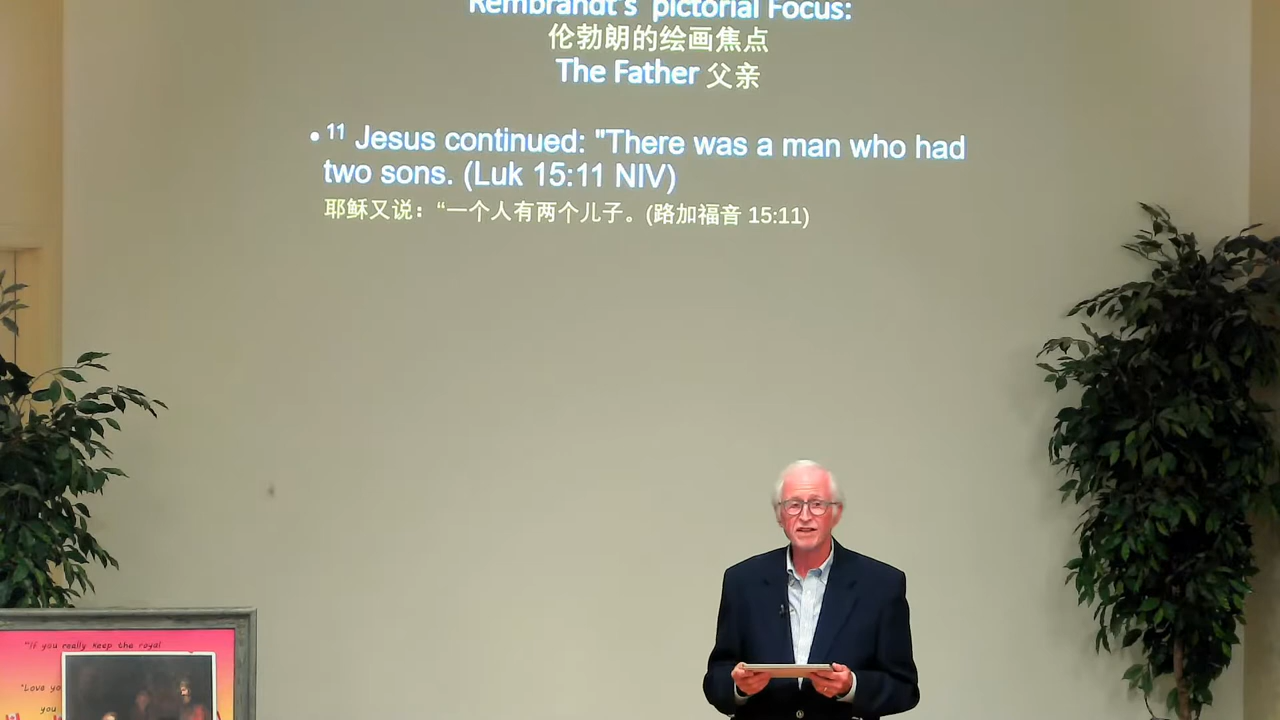 Rembrandt's pictorial Focus:
伦勃朗的绘画焦点
The Father 父亲
• 11 Jesus continued: "There was a man who had
two sons. (Luk 15:11 NIV)
耶稣又说：“一个人有两个儿子。(路加福音 15:11)
"If you really keep the royal
"Love yo
you